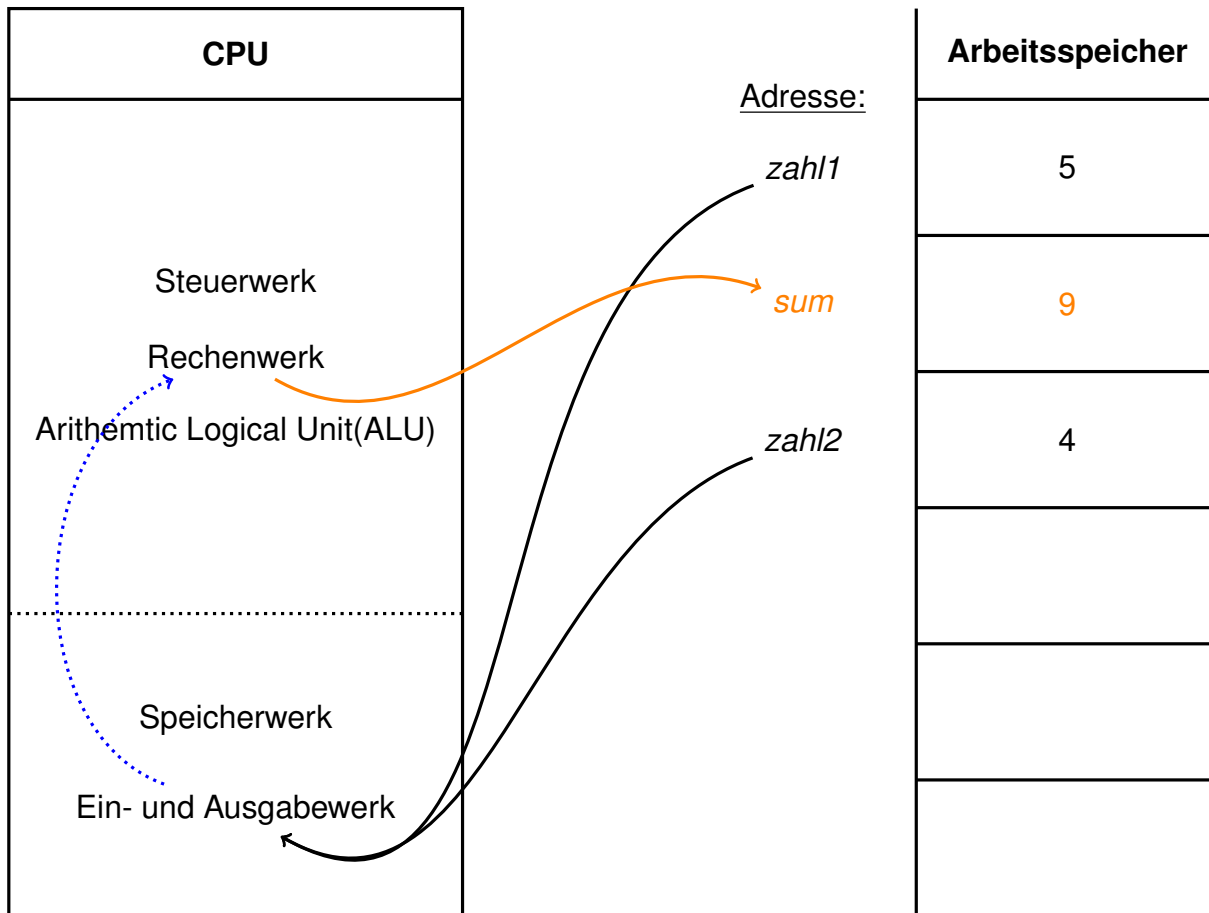 CPU
Steuerwerk
Rechenwerk
Arithemtic Logical Unit(ALU)
Speicherwerk
Ein- und Ausgabewerk
Adresse:
zahl1
sum
zahl2
Arbeitsspeicher
5
9
4